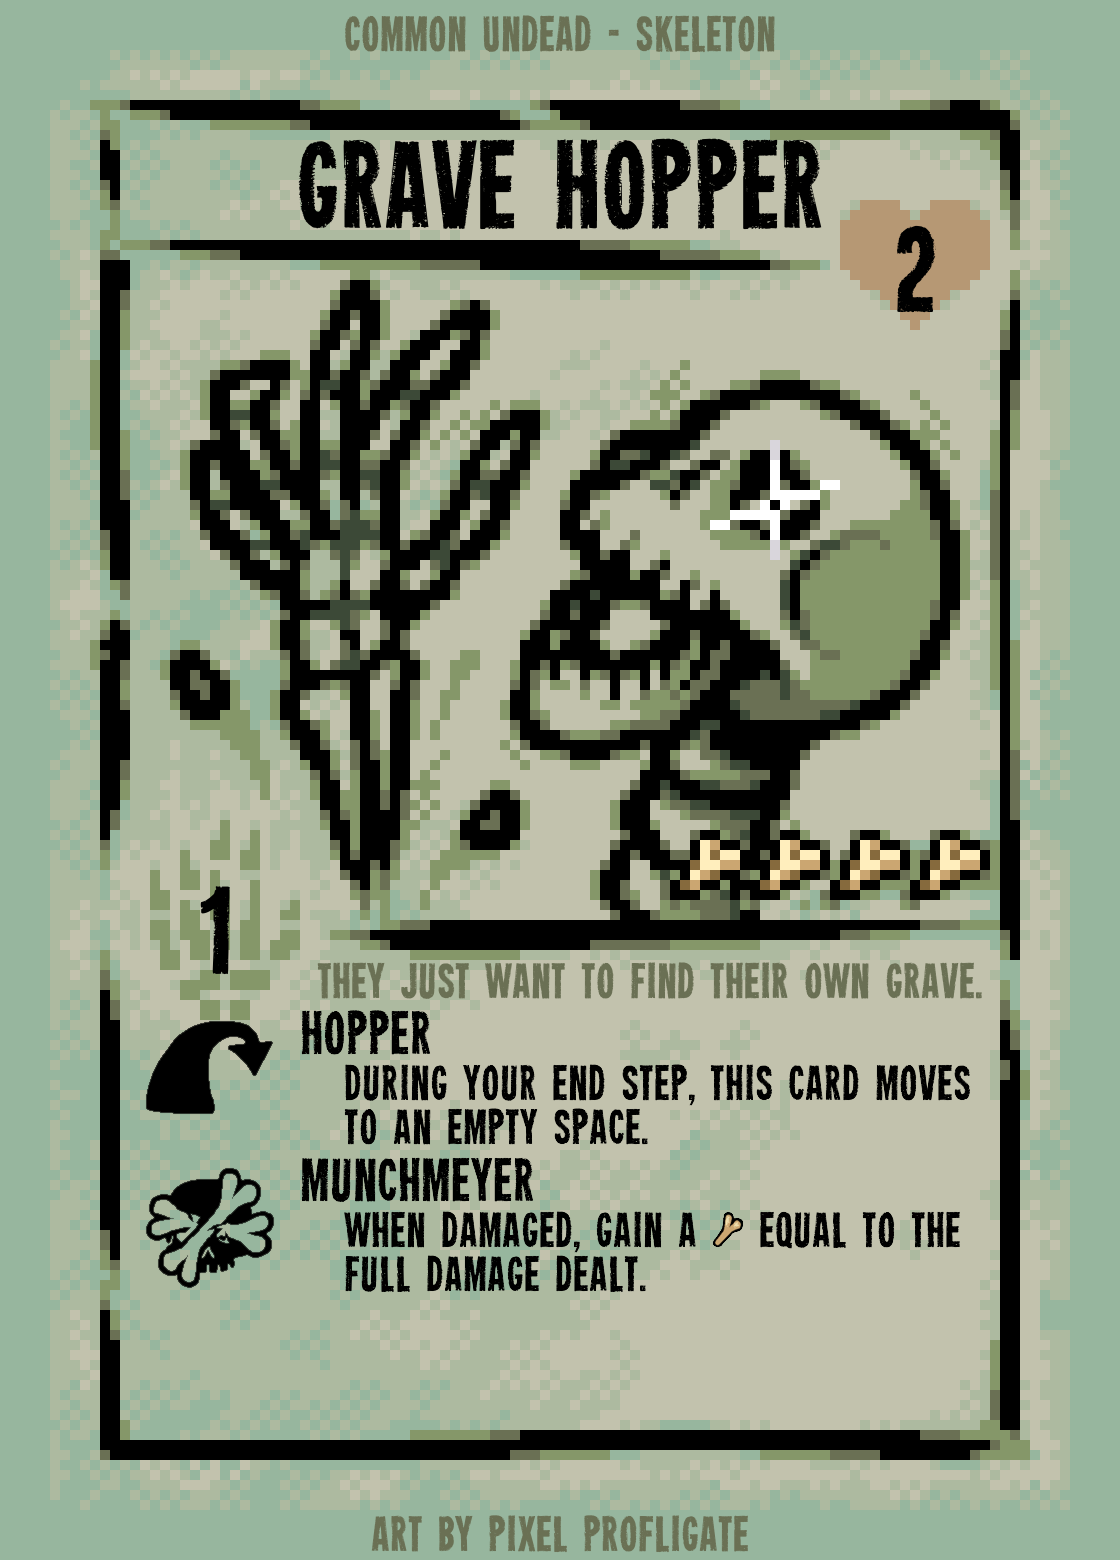 COMMON UNDEAD - SKELETON
GRAVE HOPPER
2
1
THEY JUST WANT TO FIND THEIR OWN GRAVE.
HOPPER
DURING YOUR END STEP, THIS CARD MOVES
TO AN EMPTY SPACE.
MUNCHMEYER
WHEN DAMAGED, GAIN A EQUAL TO THE
FULL DAMAGE DEALT.
ART BY PIXEL PROFLIGATE